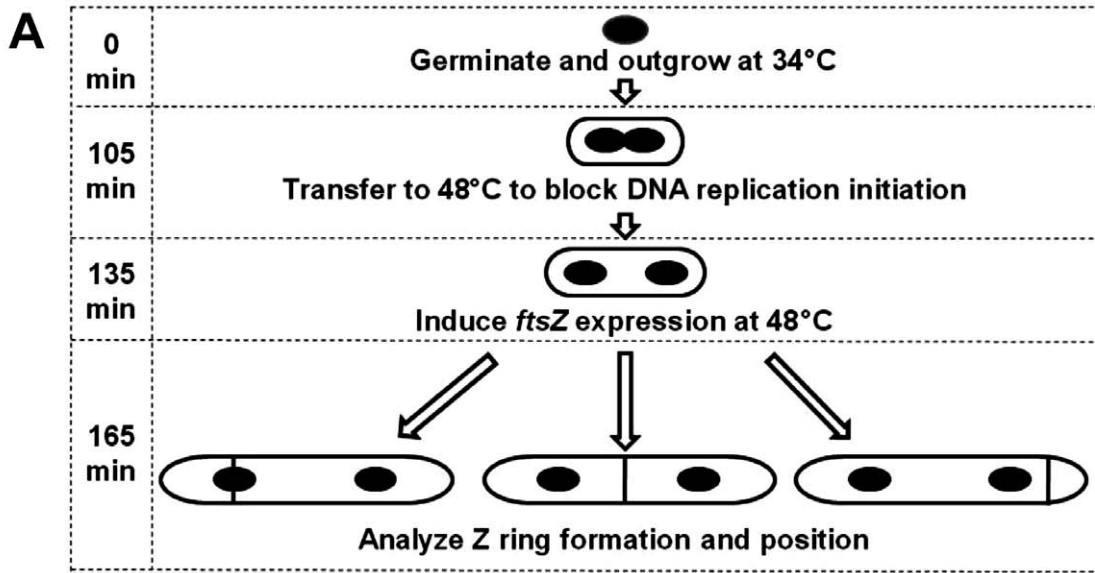 A
0
min
Germinate and outgrow at 34°C
105
min
Transfer to 48°C to block DNA replication initiation
135
min
Induce ftsZ expression at 48°C
165
min
Analyze Z ring formation and position